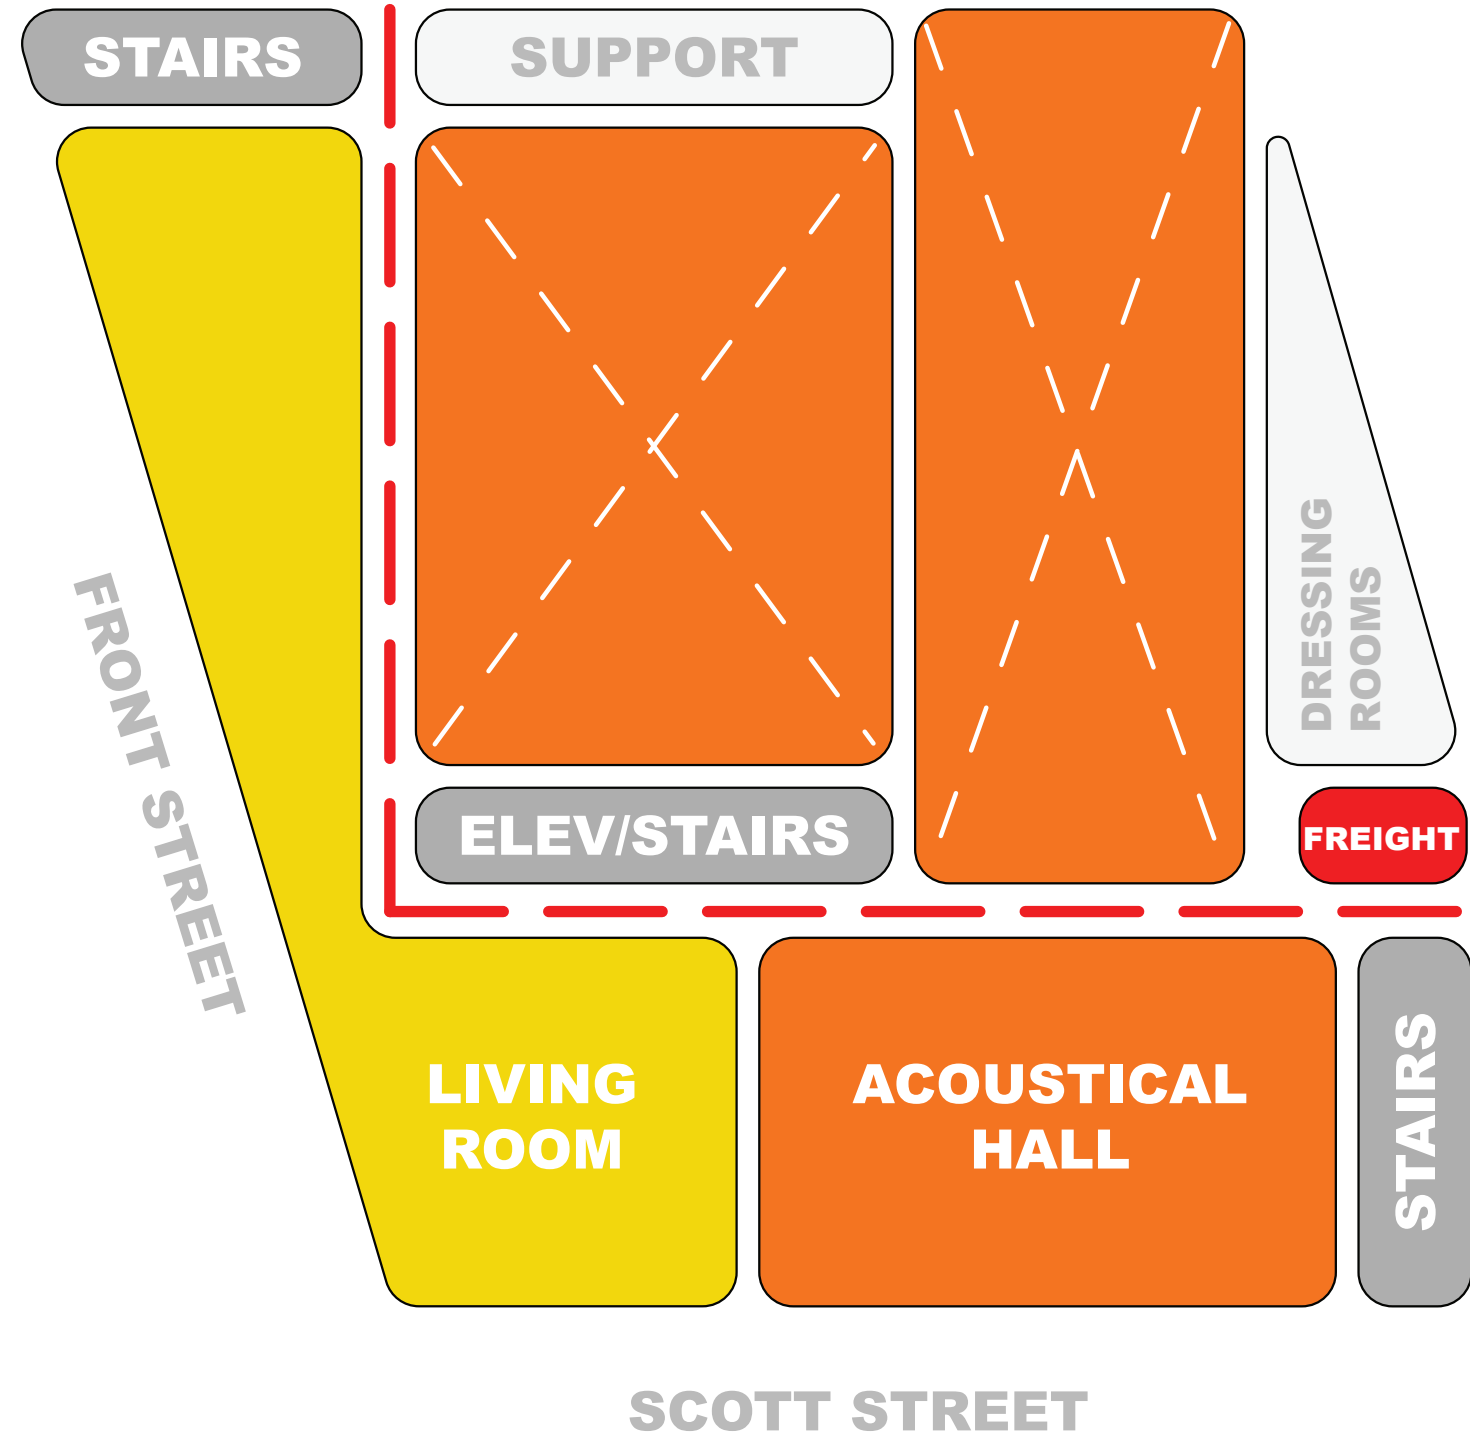 STAIRS
SUPPORT
DRESSING
ROOMS
FRONT STREET
ELEV/STAIRS
FREIGHT
LIVING
ROOM
ACOUSTICAL
HALL
STAIRS
SCOTT STREET